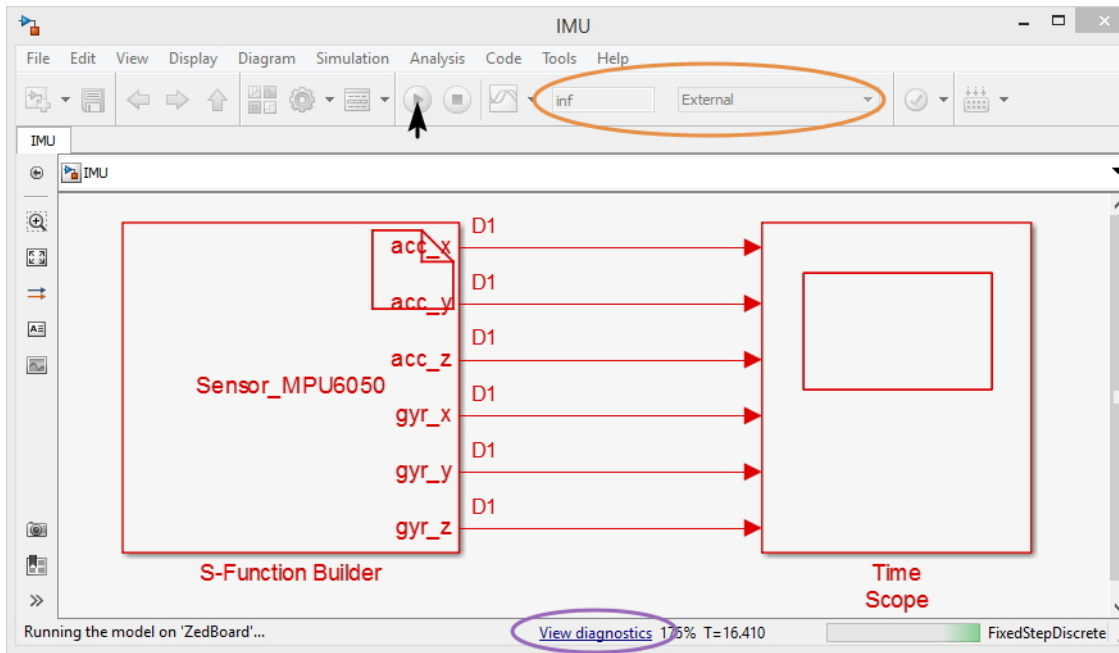 IMU
File Edit View Display Diagram Simulation Analysis Code Tools Help
inf External
IMU
IMU
D1
acc_x
D1
acc_y
D1
acc_z
Sensor_MPU6050
D1
gyr_x
D1
gyr_y
D1
gyr_z
S-Function Builder
Time
Scope
Running the model on 'ZedBoard'... View diagnostics 175% T=16.410 FixedStepDiscrete